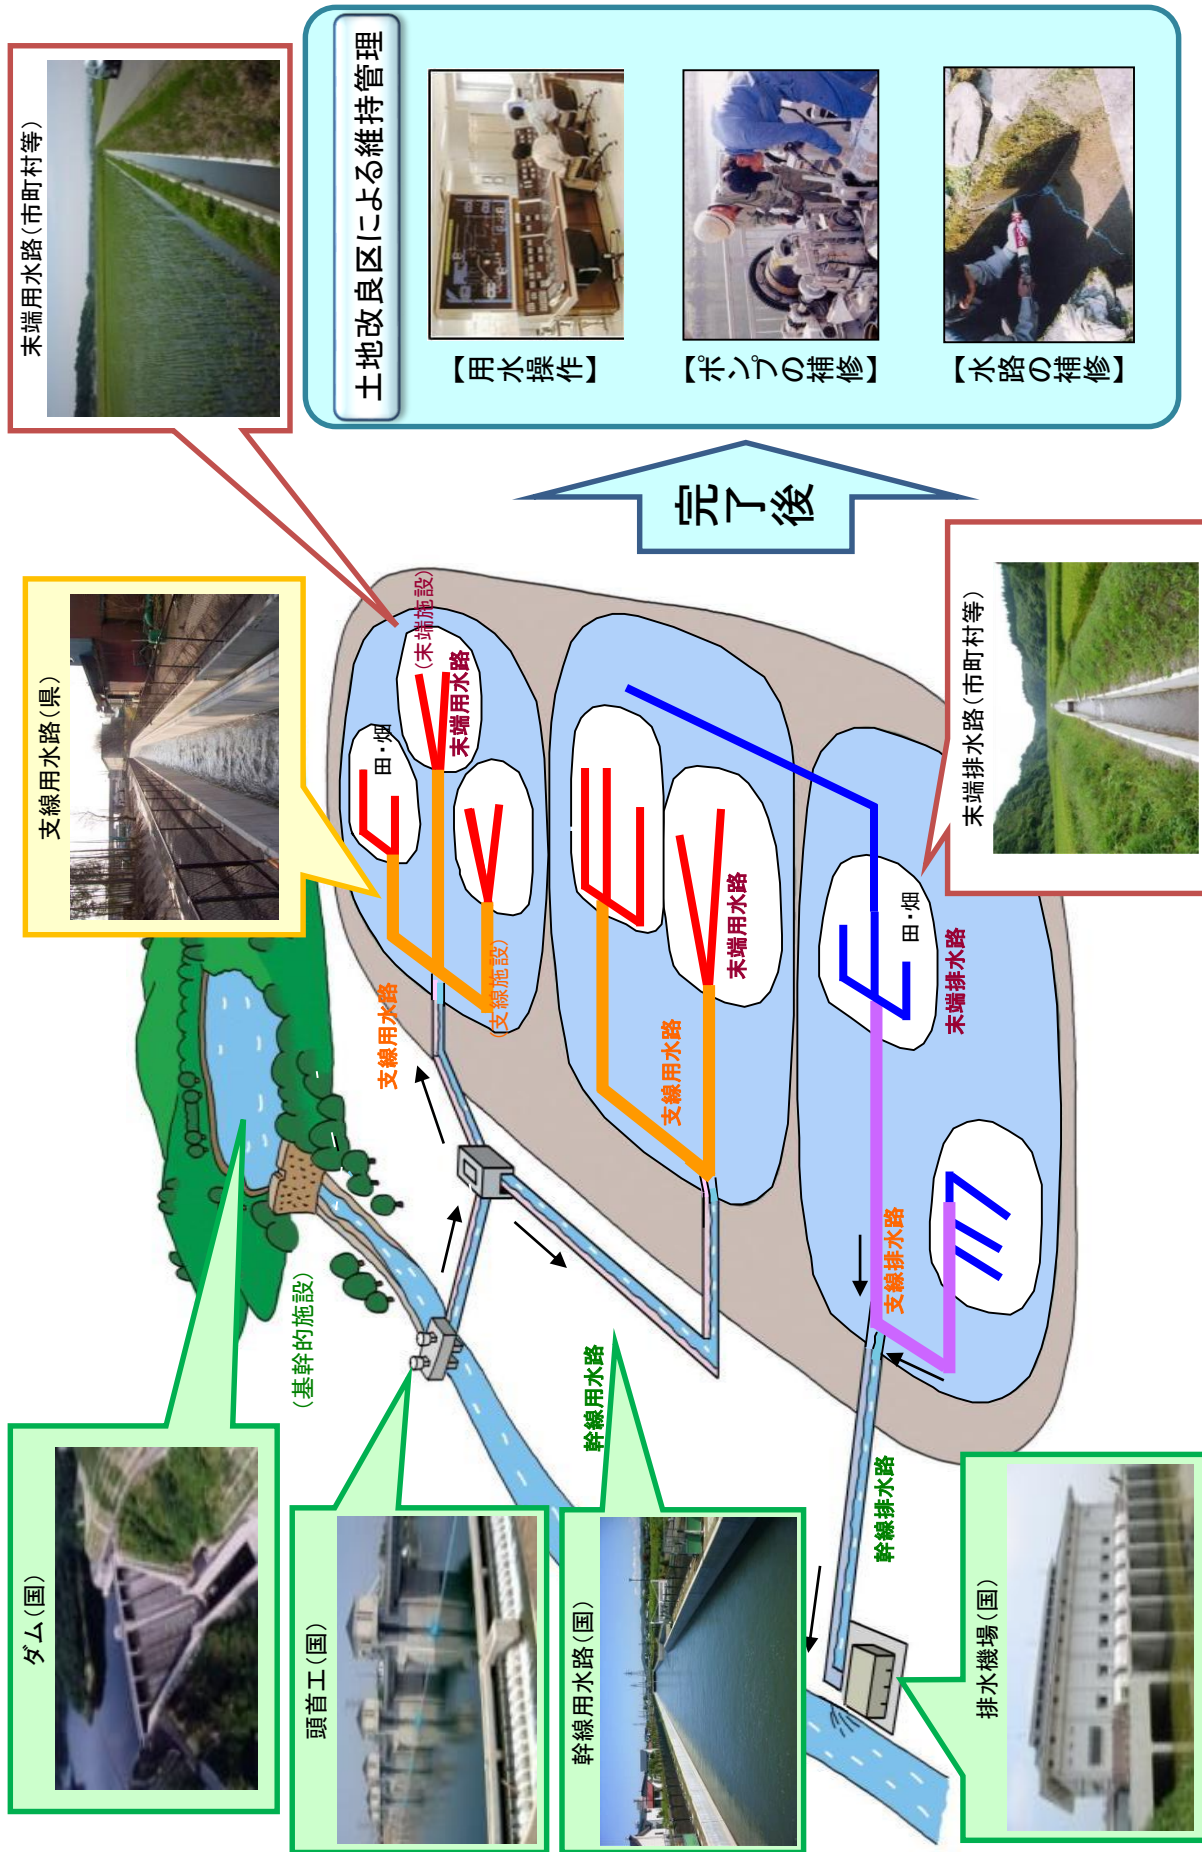 ダム(国)
頭首工(国)
幹線用水路(国)
排水機場(国)
(基幹的施設)
幹線用水路
幹線排水路
支線用水路(県)
支線用水路
(支線施設)
支線用水路
支線排水路
田・畑
(末端施設)
末端用水路
末端用水路
田・畑
末端排水路
末端用水路(市町村等)
末端排水路(市町村等)
完了後
土地改良区による維持管理
【用水操作】
【ポンプの補修】
【水路の補修】